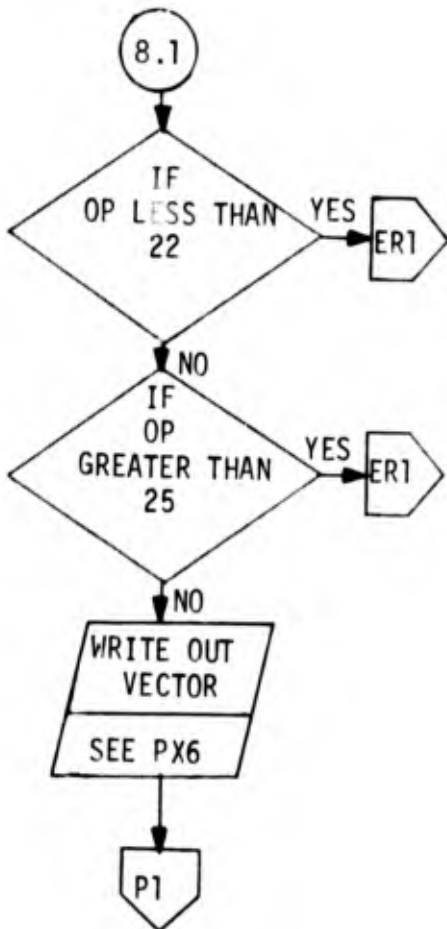 8.1
IF
OP LESS THAN
22
YES
ER1
NO
IF
OP
GREATER THAN
25
YES
ER1
NO
WRITE OUT
VECTOR
SEE PX6
P1